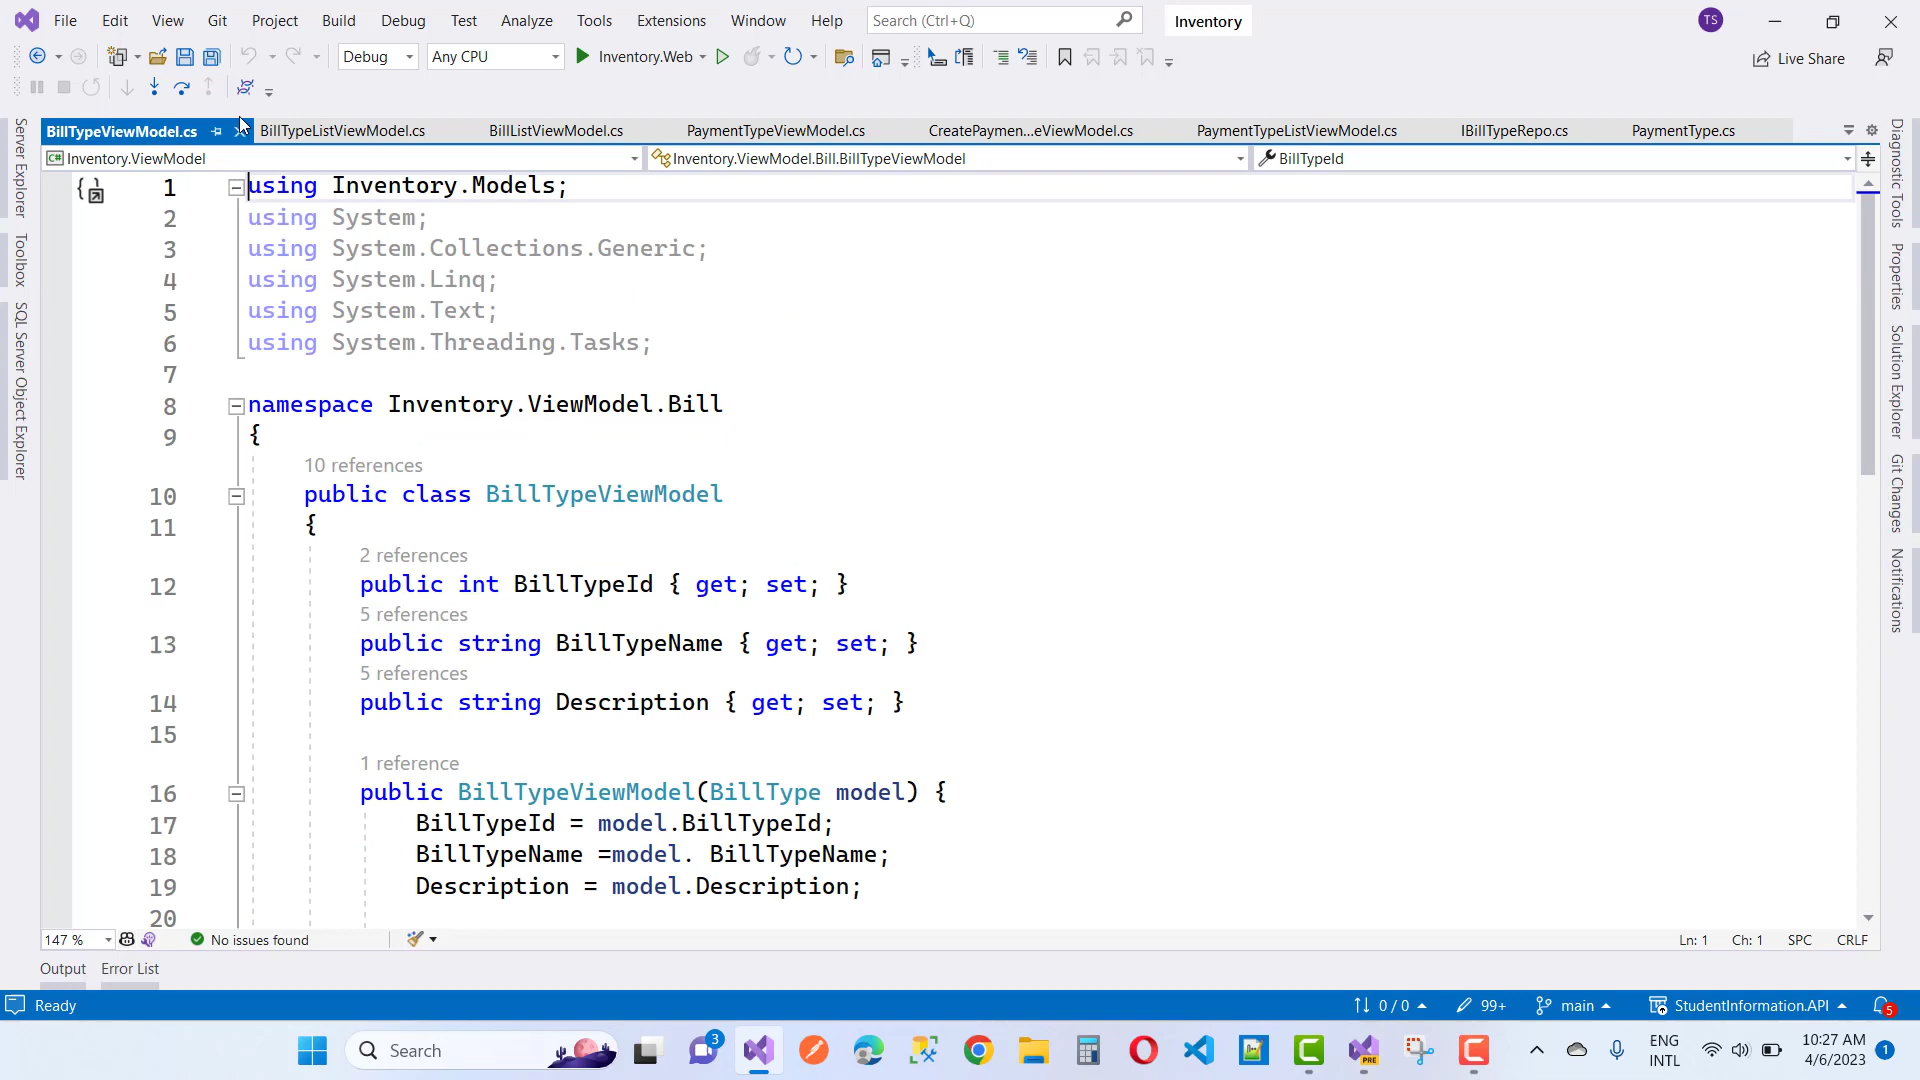 File Edit View Git Project Build Debug Test Analyze Tools Extensions Window Help Search (Ctrl+Q) Inventory TS
Debug Any CPU Inventory.Web Live Share
BillTypeViewModel.cs BillTypeListViewModel.cs BillListViewModel.cs PaymentTypeViewModel.cs CreatePaymen...eViewModel.cs PaymentTypeListViewModel.cs IBillTypeRepo.cs PaymentType.cs
C# Inventory.ViewModel Inventory.ViewModel.Bill.BillTypeViewModel BillTypeId
Server Explorer
Toolbox
SQL Server Object Explorer
1 using Inventory.Models;
2 using System;
3 using System.Collections.Generic;
4 using System.Linq;
5 using System.Text;
6 using System.Threading.Tasks;
7
8 namespace Inventory.ViewModel.Bill
9 {
10 references
10 public class BillTypeViewModel
11 {
2 references
12 public int BillTypeId { get; set; }
5 references
13 public string BillTypeName { get; set; }
5 references
14 public string Description { get; set; }
15
1 reference
16 public BillTypeViewModel(BillType model) {
17 BillTypeId = model.BillTypeId;
18 BillTypeName =model. BillTypeName;
19 Description = model.Description;
20
Diagnostic Tools
Properties
Solution Explorer
Git Changes
Notifications
147 % No issues found Ln: 1 Ch: 1 SPC CRLF
Output Error List
Ready 0 / 0 99+ main StudentInformation.API 5
Search 3 PRE ENG 10:27 AM 1
INTL 4/6/2023